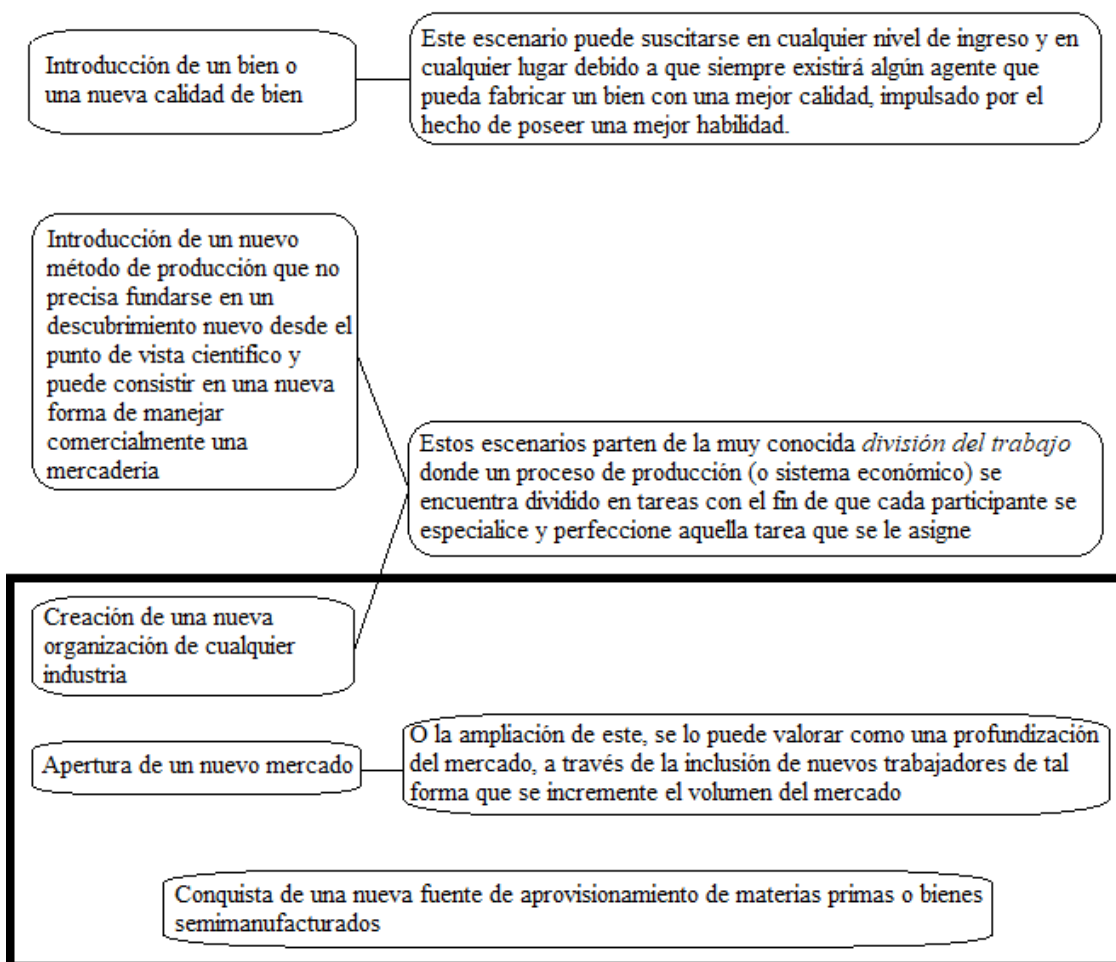 Introducción de un bien o
una nueva calidad de bien
Este escenario puede suscitarse en cualquier nivel de ingreso y en
cualquier lugar debido a que siempre existirá algún agente que
pueda fabricar un bien con una mejor calidad, impulsado por el
hecho de poseer una mejor habilidad.
Introducción de un nuevo
método de producción que no
precisa fundarse en un
descubrimiento nuevo desde el
punto de vista científico y
puede consistir en una nueva
forma de manejar
comercialmente una
mercadería
Estos escenarios parten de la muy conocida división del trabajo
donde un proceso de producción (o sistema económico) se
encuentra dividido en tareas con el fin de que cada participante se
especialice y perfeccione aquella tarea que se le asigne
Creación de una nueva
organización de cualquier
industria
Apertura de un nuevo mercado
O la ampliación de este, se lo puede valorar como una profundización
del mercado, a través de la inclusión de nuevos trabajadores de tal
forma que se incremente el volumen del mercado
Conquista de una nueva fuente de aprovisionamiento de materias primas o bienes
semimanufacturados